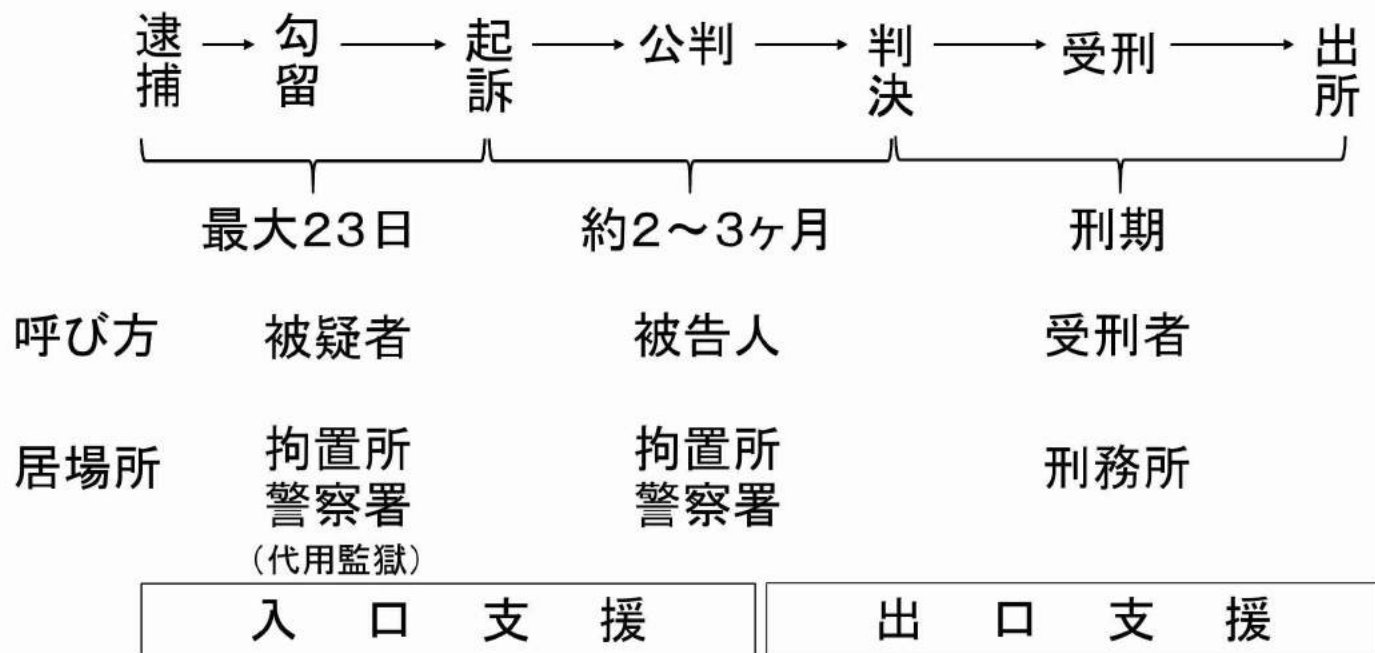 逮捕 → 勾留 → 起訴 → 公判 → 判決 → 受刑 → 出所
最大23日 約2~3ヶ月 刑期
呼び方 被疑者 被告人 受刑者
居場所 拘置所 拘置所 刑務所
警察署 警察署
(代用監獄)
入口支援 出口支援